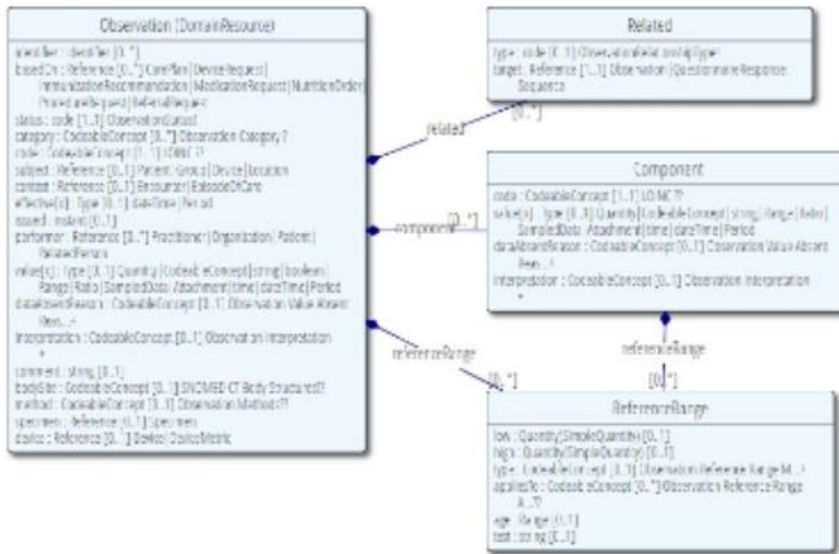 Observation (DomainResource)
identifier : Identifier [0..*]
basedOn : Reference [0..*] CarePlan|DeviceRequest|
ImmunizationRecommendation|MedicationRequest|NutritionOrder|
ProcedureRequest|ReferralRequest
status : code [1..1] ObservationStatus!
category : CodeableConcept [0..*] Observation Category ?
code : CodeableConcept [1..1] LOINC ??
subject : Reference [0..1] Patient|Group|Device|Location
context : Reference [0..1] Encounter|EpisodeOfCare
effective[x] : Type [0..1] dateTime|Period
issued : instant [0..1]
performer : Reference [0..*] Practitioner|Organization|Patient|
RelatedPerson
value[x] : Type [0..1] Quantity|CodeableConcept|string|boolean|
Range|Ratio|SampledData|Attachment|time|dateTime|Period
dataAbsentReason : CodeableConcept [0..1] Observation Value Absent
Reas...+
interpretation : CodeableConcept [0..1] Observation Interpretation
+
comment : string [0..1]
bodySite : CodeableConcept [0..1] SNOMED CT Body Structures??
method : CodeableConcept [0..1] Observation Methods??
specimen : Reference [0..1] Specimen
device : Reference [0..1] Device|DeviceMetric
Related
type : code [0..1] ObservationRelationshipType!
target : Reference [1..1] Observation|QuestionnaireResponse|
Sequence
[0..*]
related
Component
code : CodeableConcept [1..1] LOINC ??
value[x] : Type [0..1] Quantity|CodeableConcept|string|Range|Ratio|
SampledData|Attachment|time|dateTime|Period
dataAbsentReason : CodeableConcept [0..1] Observation Value Absent
Reas...+
interpretation : CodeableConcept [0..1] Observation Interpretation
+
component
[0..*]
referenceRange
[0..*]
referenceRange
[0..*]
ReferenceRange
low : Quantity(SimpleQuantity) [0..1]
high : Quantity(SimpleQuantity) [0..1]
type : CodeableConcept [0..1] Observation Reference Range M...+
appliesTo : CodeableConcept [0..*] Observation Reference Range
A...??
age : Range [0..1]
text : string [0..1]